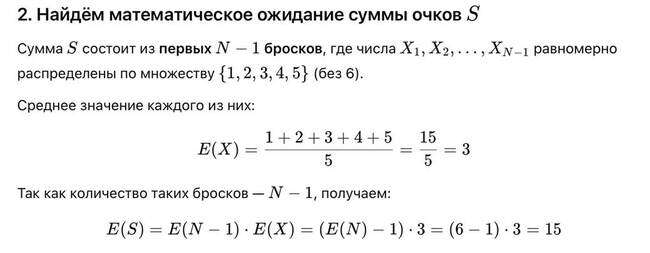 2. Найдём математическое ожидание суммы очков S
Сумма S состоит из первых N − 1 бросков, где числа X₁, X₂, . . . , X_{N−1} равномерно
распределены по множеству {1, 2, 3, 4, 5} (без 6).
Среднее значение каждого из них:
E(X) = (1 + 2 + 3 + 4 + 5)/5 = 15/5 = 3
Так как количество таких бросков — N − 1, получаем:
E(S) = E(N − 1) · E(X) = (E(N) − 1) · 3 = (6 − 1) · 3 = 15